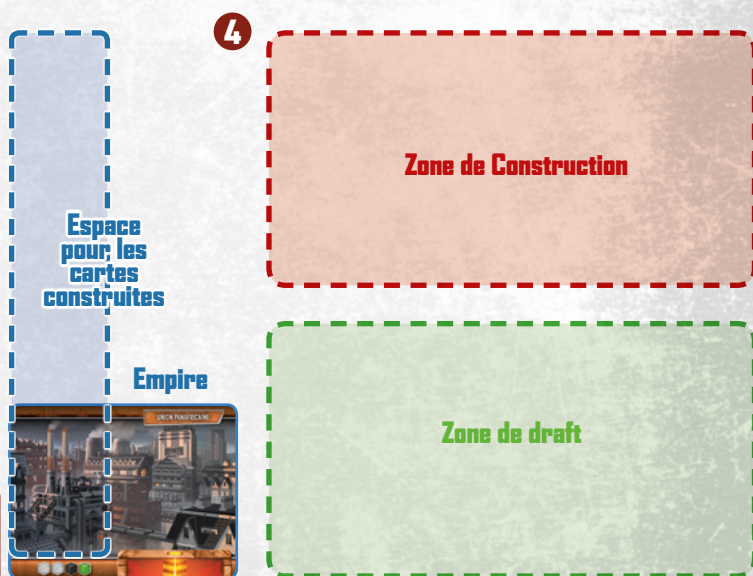 4
Zone de Construction
Espace
pour les
cartes
construites
Empire
UNION PANAFRICAINE
Zone de draft